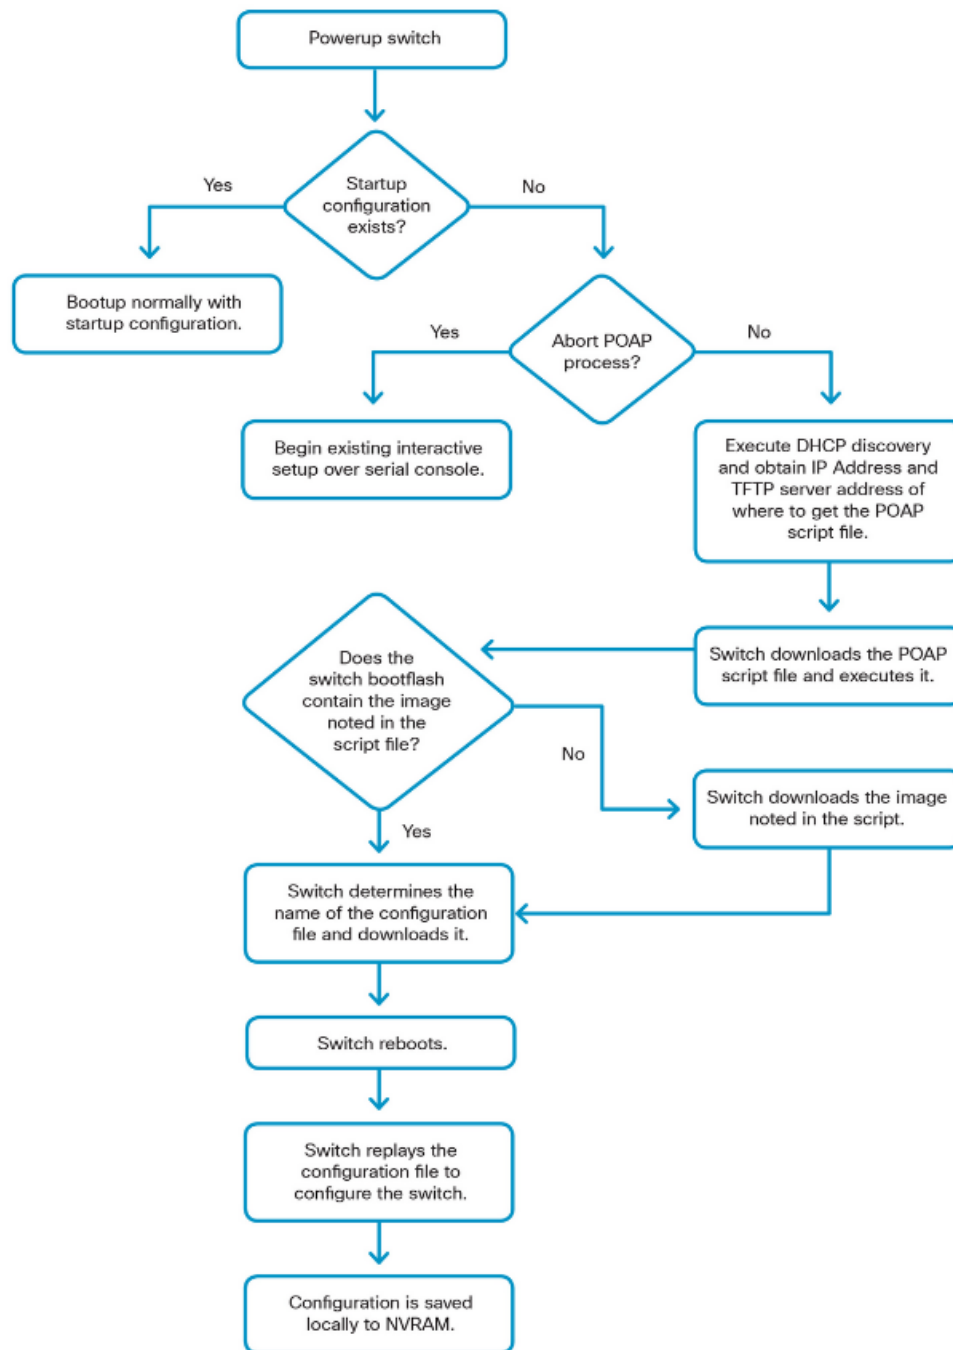 Powerup switch
Yes
Startup
configuration
exists?
No
Bootup normally with
startup configuration.
Yes
Abort POAP
process?
No
Begin existing interactive
setup over serial console.
Execute DHCP discovery
and obtain IP Address and
TFTP server address of
where to get the POAP
script file.
Does the
switch bootflash
contain the image
noted in the
script file?
Switch downloads the POAP
script file and executes it.
No
Switch downloads the image
noted in the script.
Yes
Switch determines the
name of the configuration
file and downloads it.
Switch reboots.
Switch replays the
configuration file to
configure the switch.
Configuration is saved
locally to NVRAM.